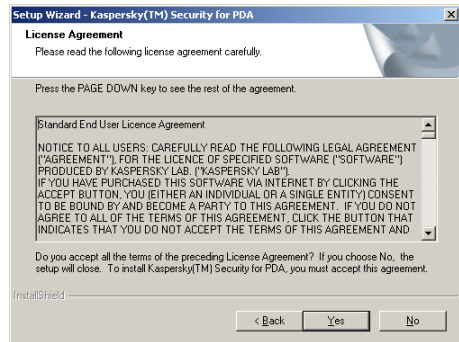 Setup Wizard - Kaspersky(TM) Security for PDA
License Agreement
Please read the following license agreement carefully.
Press the PAGE DOWN key to see the rest of the agreement.
Standard End User Licence Agreement
NOTICE TO ALL USERS: CAREFULLY READ THE FOLLOWING LEGAL AGREEMENT
("AGREEMENT"), FOR THE LICENCE OF SPECIFIED SOFTWARE ("SOFTWARE")
PRODUCED BY KASPERSKY LAB. ("KASPERSKY LAB").
IF YOU HAVE PURCHASED THIS SOFTWARE VIA INTERNET BY CLICKING THE
ACCEPT BUTTON, YOU (EITHER AN INDIVIDUAL OR A SINGLE ENTITY) CONSENT
TO BE BOUND BY AND BECOME A PARTY TO THIS AGREEMENT. IF YOU DO NOT
AGREE TO ALL OF THE TERMS OF THIS AGREEMENT, CLICK THE BUTTON THAT
INDICATES THAT YOU DO NOT ACCEPT THE TERMS OF THIS AGREEMENT AND
Do you accept all the terms of the preceding License Agreement? If you choose No, the
setup will close. To install Kaspersky(TM) Security for PDA, you must accept this agreement.
InstallShield
< Back Yes No